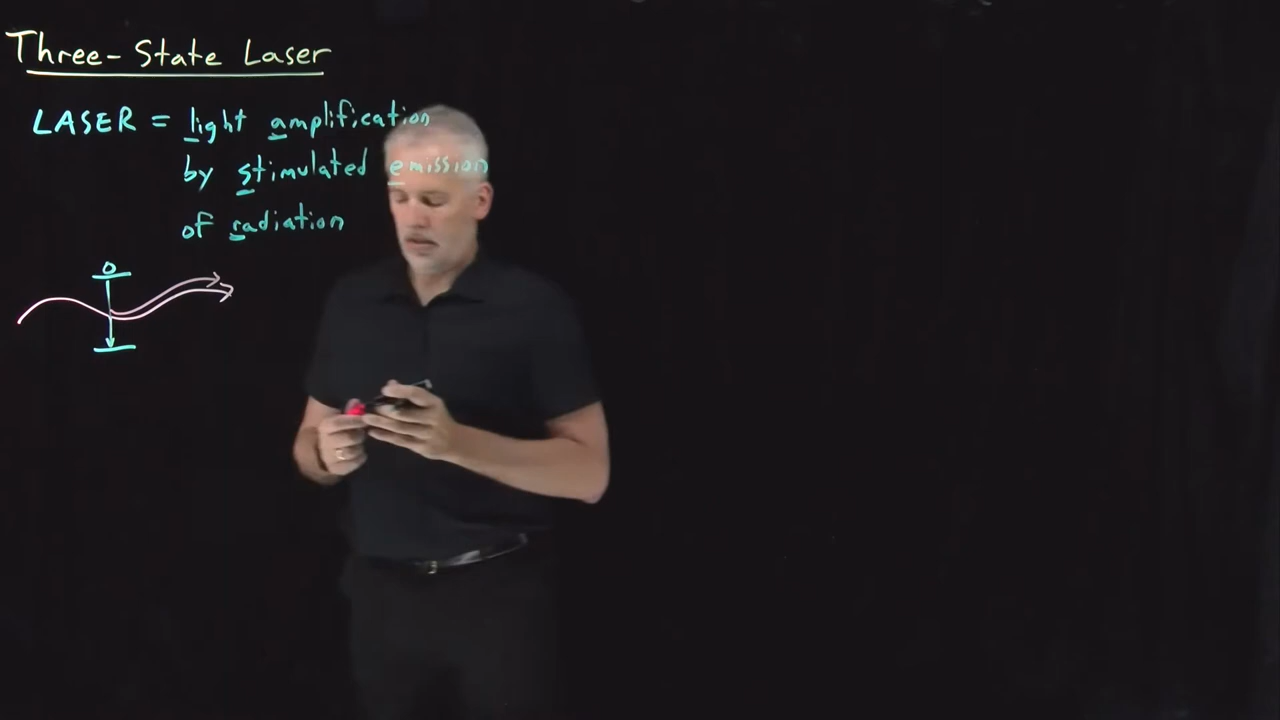 Three-State Laser
LASER = light amplification
by stimulated emission
of radiation